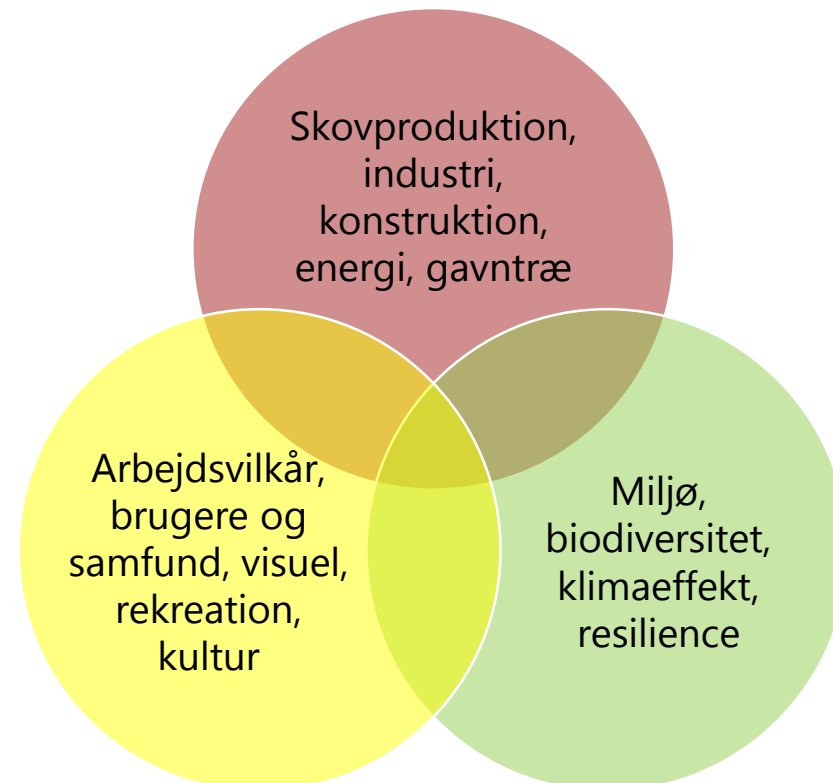 Skovproduktion,
industri,
konstruktion,
energi, gavntræ
Arbejdsvilkår,
brugere og
samfund, visuel,
rekreation,
kultur
Miljø,
biodiversitet,
klimaeffekt,
resilience